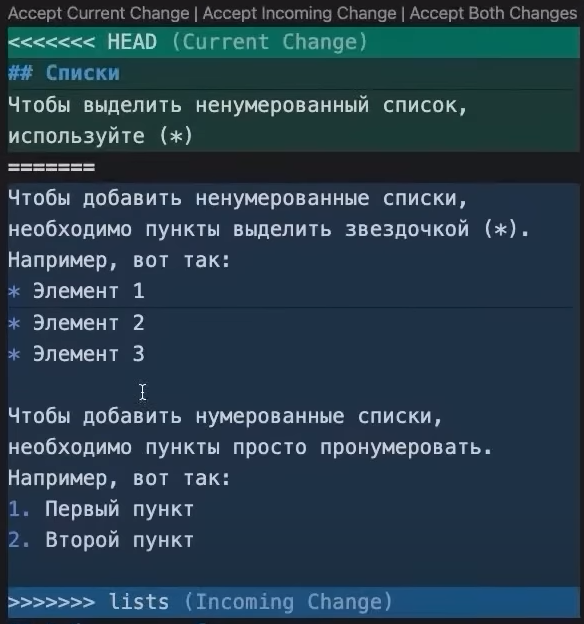 Accept Current Change | Accept Incoming Change | Accept Both Changes
<<<<<<< HEAD (Current Change)
## Списки
Чтобы выделить ненумерованный список,
используйте (*)
=======
Чтобы добавить ненумерованные списки,
необходимо пункты выделить звездочкой (*).
Например, вот так:
* Элемент 1
* Элемент 2
* Элемент 3
Чтобы добавить нумерованные списки,
необходимо пункты просто пронумеровать.
Например, вот так:
1. Первый пункт
2. Второй пункт
>>>>>>> lists (Incoming Change)